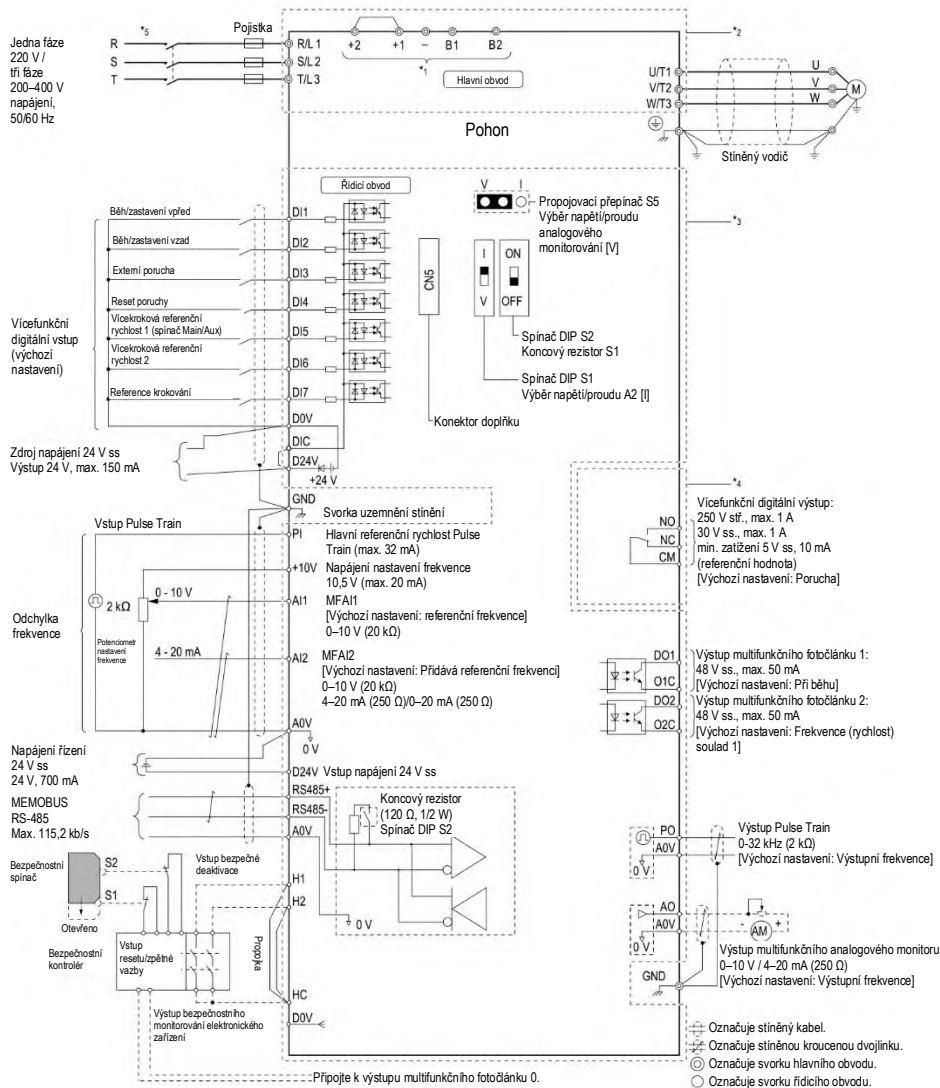 *5
Pojistka
Jedna fáze
220 V /
tři fáze
200–400 V
napájení,
50/60 Hz
R
S
T
R/L 1
S/L 2
T/L 3
+2
+1
–
B1
B2
*1
Hlavní obvod
*2
U/T1
V/T2
W/T3
U
V
W
M
Pohon
Stíněný vodič
Řídicí obvod
V
I
Propojovací přepínač S5
Výběr napětí/proudu
analogového
monitorování [V]
*3
Běh/zastavení vpřed
DI1
Běh/zastavení vzad
DI2
Externí porucha
DI3
Reset poruchy
DI4
Vícekroková referenční
rychlost 1 (spínač Main/Aux)
DI5
Vícekroková referenční
rychlost 2
DI6
Reference krokování
DI7
Vícefunkční
digitální vstup
(výchozí
nastavení)
CN5
I
V
ON
OFF
Spínač DIP S2
Koncový rezistor S1
Spínač DIP S1
Výběr napětí/proudu A2 [I]
Konektor doplňku
D0V
DIC
D24V
+24 V
Zdroj napájení 24 V ss
Výstup 24 V, max. 150 mA
GND
Svorka uzemnění stínění
*4
NO
NC
CM
Vícefunkční digitální výstup:
250 V stř., max. 1 A
30 V ss., max. 1 A
min. zatížení 5 V ss, 10 mA
(referenční hodnota)
[Výchozí nastavení: Porucha]
Vstup Pulse Train
PI
Hlavní referenční rychlost Pulse
Train (max. 32 mA)
+10V
Napájení nastavení frekvence
10,5 V (max. 20 mA)
2 kΩ
0 - 10 V
AI1
MFAI1
[Výchozí nastavení: referenční frekvence]
0–10 V (20 kΩ)
Odchylka
frekvence
Potenciometr
nastavení
frekvence
4 - 20 mA
AI2
MFAI2
[Výchozí nastavení: Přidává referenční frekvenci]
0–10 V (20 kΩ)
4–20 mA (250 Ω)/0–20 mA (250 Ω)
A0V
0 V
DO1
O1C
DO2
O2C
Výstup multifunkčního fotočlánku 1:
48 V ss., max. 50 mA
[Výchozí nastavení: Při běhu]
Výstup multifunkčního fotočlánku 2:
48 V ss., max. 50 mA
[Výchozí nastavení: Frekvence (rychlost)
soulad 1]
Napájení řízení
24 V ss
24 V, 700 mA
D24V
Vstup napájení 24 V ss
MEMOBUS
RS-485
Max. 115,2 kb/s
RS485+
RS485-
A0V
Koncový rezistor
(120 Ω, 1/2 W)
Spínač DIP S2
0 V
PO
A0V
0 V
Výstup Pulse Train
0-32 kHz (2 kΩ)
[Výchozí nastavení: Výstupní frekvence]
Bezpečnostní
spínač
S2
S1
Otevřeno
Vstup bezpečné
deaktivace
H1
H2
Propojka
Bezpečnostní
kontrolér
Vstup
resetu/zpětné
vazby
HC
D0V
Výstup bezpečnostního
monitorování elektronického
zařízení
AO
A0V
0 V
-
+
AM
Výstup multifunkčního analogového monitoru
0–10 V / 4–20 mA (250 Ω)
[Výchozí nastavení: Výstupní frekvence]
GND
Označuje stíněný kabel.
Označuje stíněnou kroucenou dvojlinku.
Označuje svorku hlavního obvodu.
Označuje svorku řídicího obvodu.
Připojte k výstupu multifunkčního fotočlánku 0.